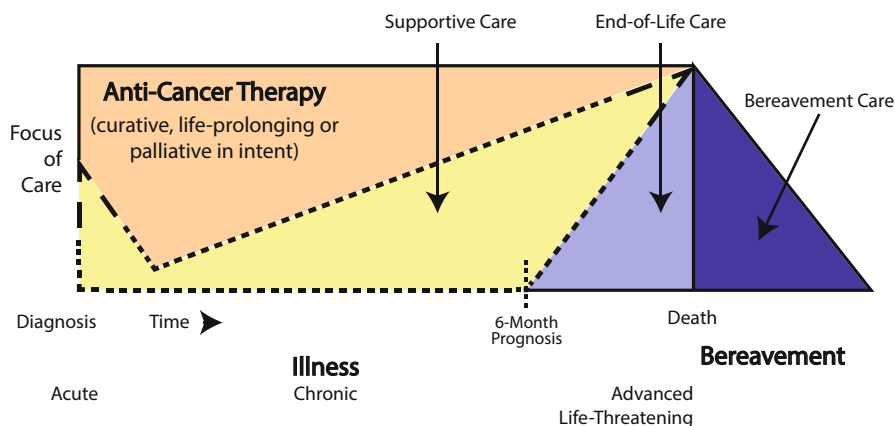 Supportive Care
End-of-Life Care
Anti-Cancer Therapy
(curative, life-prolonging or
palliative in intent)
Bereavement Care
Focus
of
Care
Diagnosis
Time
6-Month
Prognosis
Death
Illness
Bereavement
Acute
Chronic
Advanced
Life-Threatening